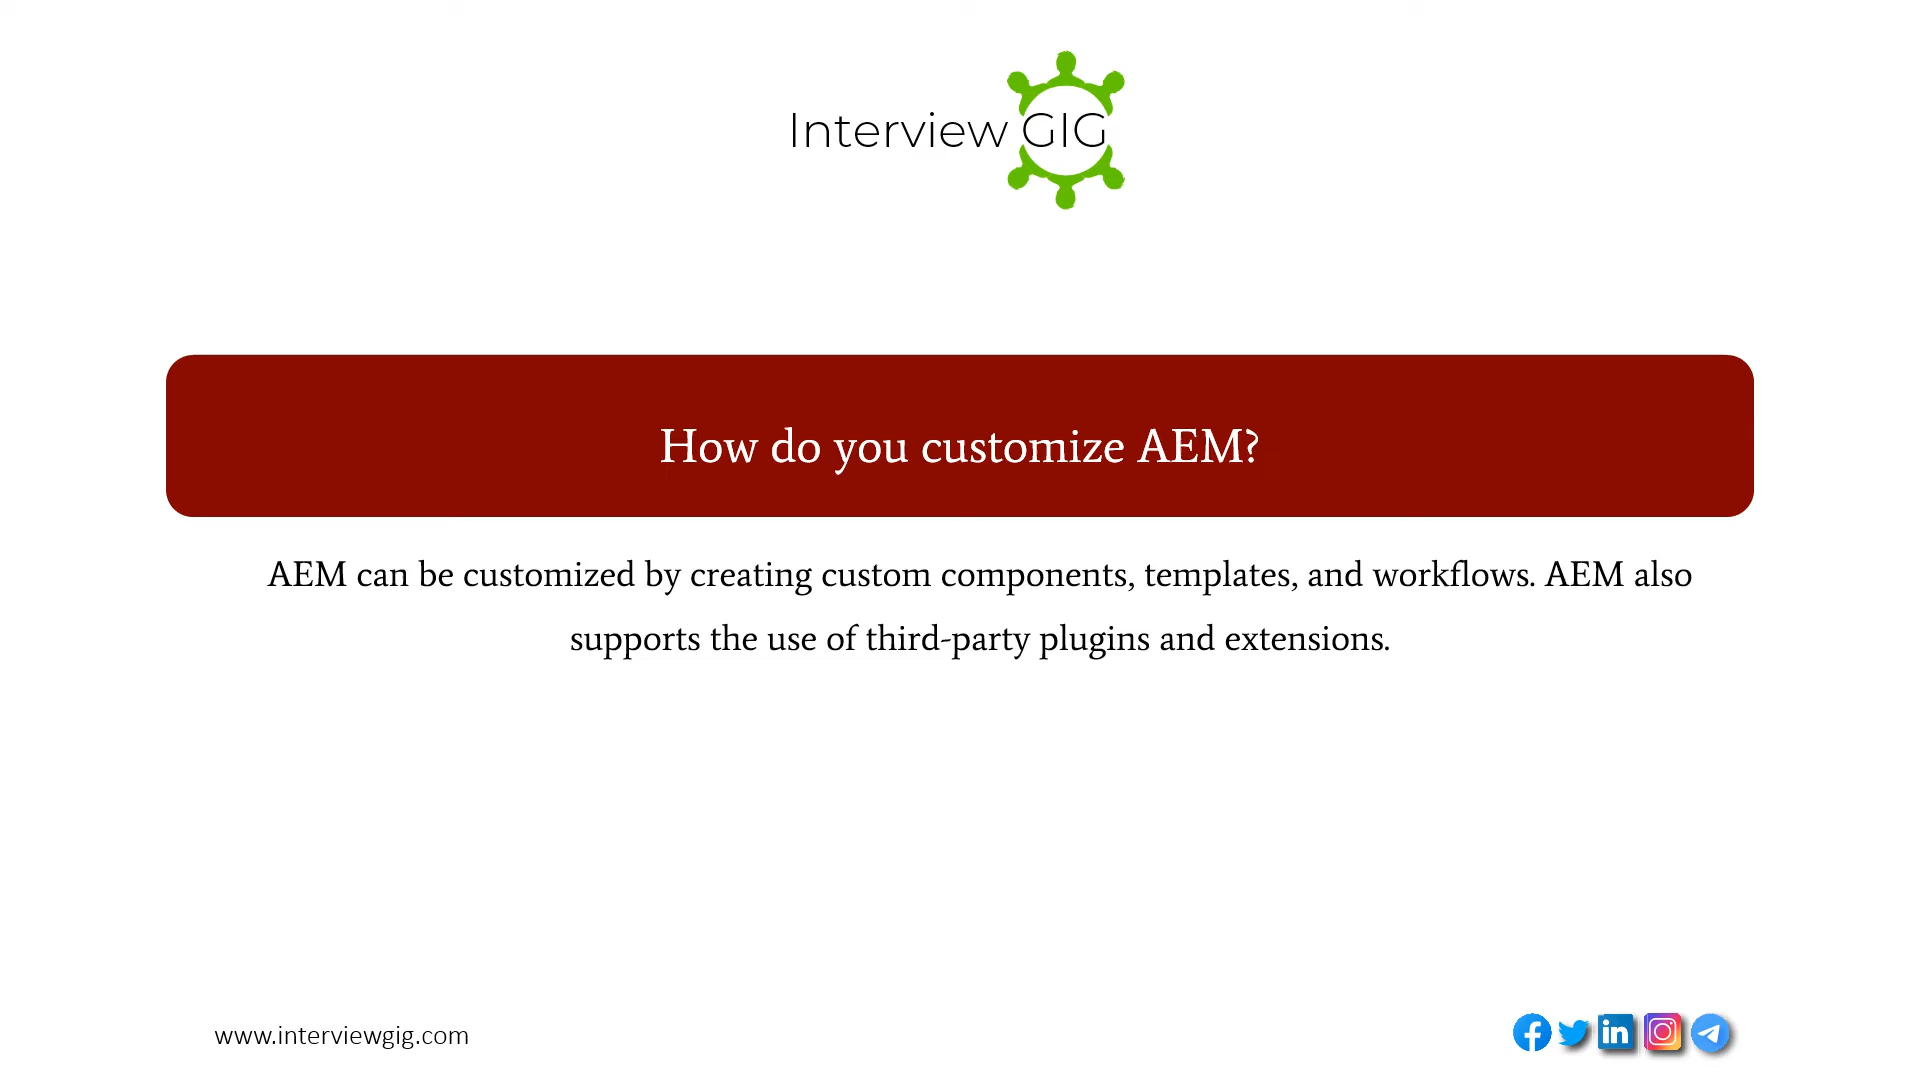 Interview GIG
How do you customize AEM?
AEM can be customized by creating custom components, templates, and workflows. AEM also
supports the use of third-party plugins and extensions.
www.interviewgig.com
in